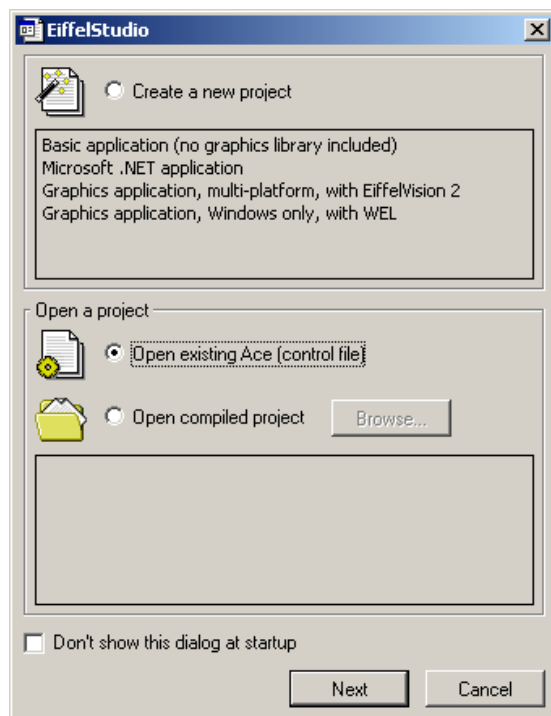 EiffelStudio
Create a new project
Basic application (no graphics library included)
Microsoft .NET application
Graphics application, multi-platform, with EiffelVision 2
Graphics application, Windows only, with WEL
Open a project
Open existing Ace (control file)
Open compiled project Browse...
Don't show this dialog at startup
Next Cancel